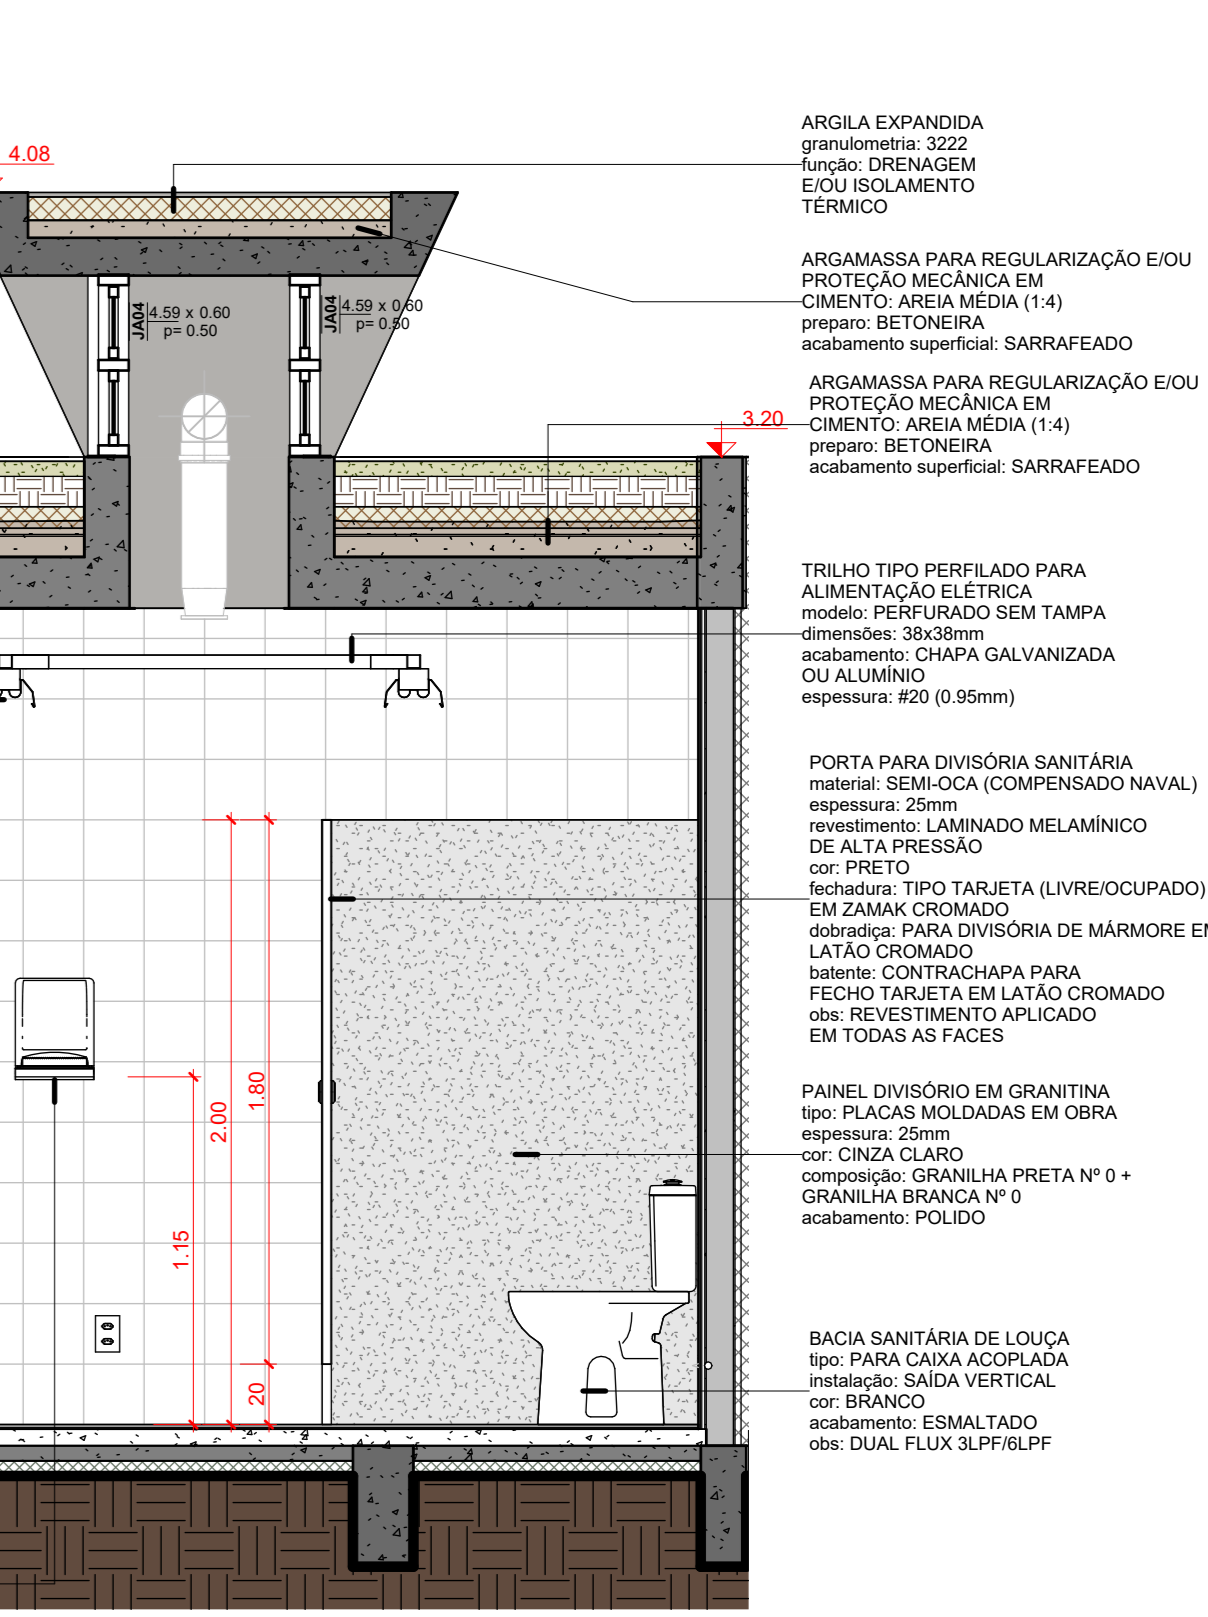 ARGILA EXPANDIDA
granulometria: 3222
função: DRENAGEM
E/OU ISOLAMENTO
TÉRMICO
4.08
ARGAMASSA PARA REGULARIZAÇÃO E/OU
PROTEÇÃO MECÂNICA EM
CIMENTO: AREIA MÉDIA (1:4)
preparo: BETONEIRA
acabamento superficial: SARRAFEADO
JA04
4.59 x 0.60
p= 0.50
JA04
4.59 x 0.60
p= 0.50
ARGAMASSA PARA REGULARIZAÇÃO E/OU
PROTEÇÃO MECÂNICA EM
CIMENTO: AREIA MÉDIA (1:4)
preparo: BETONEIRA
acabamento superficial: SARRAFEADO
3.20
TRILHO TIPO PERFILADO PARA
ALIMENTAÇÃO ELÉTRICA
modelo: PERFURADO SEM TAMPA
dimensões: 38x38mm
acabamento: CHAPA GALVANIZADA
OU ALUMÍNIO
espessura: #20 (0.95mm)
PORTA PARA DIVISÓRIA SANITÁRIA
material: SEMI-OCA (COMPENSADO NAVAL)
espessura: 25mm
revestimento: LAMINADO MELAMÍNICO
DE ALTA PRESSÃO
cor: PRETO
fechadura: TIPO TARJETA (LIVRE/OCUPADO)
EM ZAMAK CROMADO
dobradiça: PARA DIVISÓRIA DE MÁRMORE EM
LATÃO CROMADO
batente: CONTRACHAPA PARA
FECHO TARJETA EM LATÃO CROMADO
obs: REVESTIMENTO APLICADO
EM TODAS AS FACES
2.00
1.80
1.15
20
PAINEL DIVISÓRIO EM GRANITINA
tipo: PLACAS MOLDADAS EM OBRA
espessura: 25mm
cor: CINZA CLARO
composição: GRANILHA PRETA Nº 0 +
GRANILHA BRANCA Nº 0
acabamento: POLIDO
BACIA SANITÁRIA DE LOUÇA
tipo: PARA CAIXA ACOPLADA
instalação: SAÍDA VERTICAL
cor: BRANCO
acabamento: ESMALTADO
obs: DUAL FLUX 3LPF/6LPF